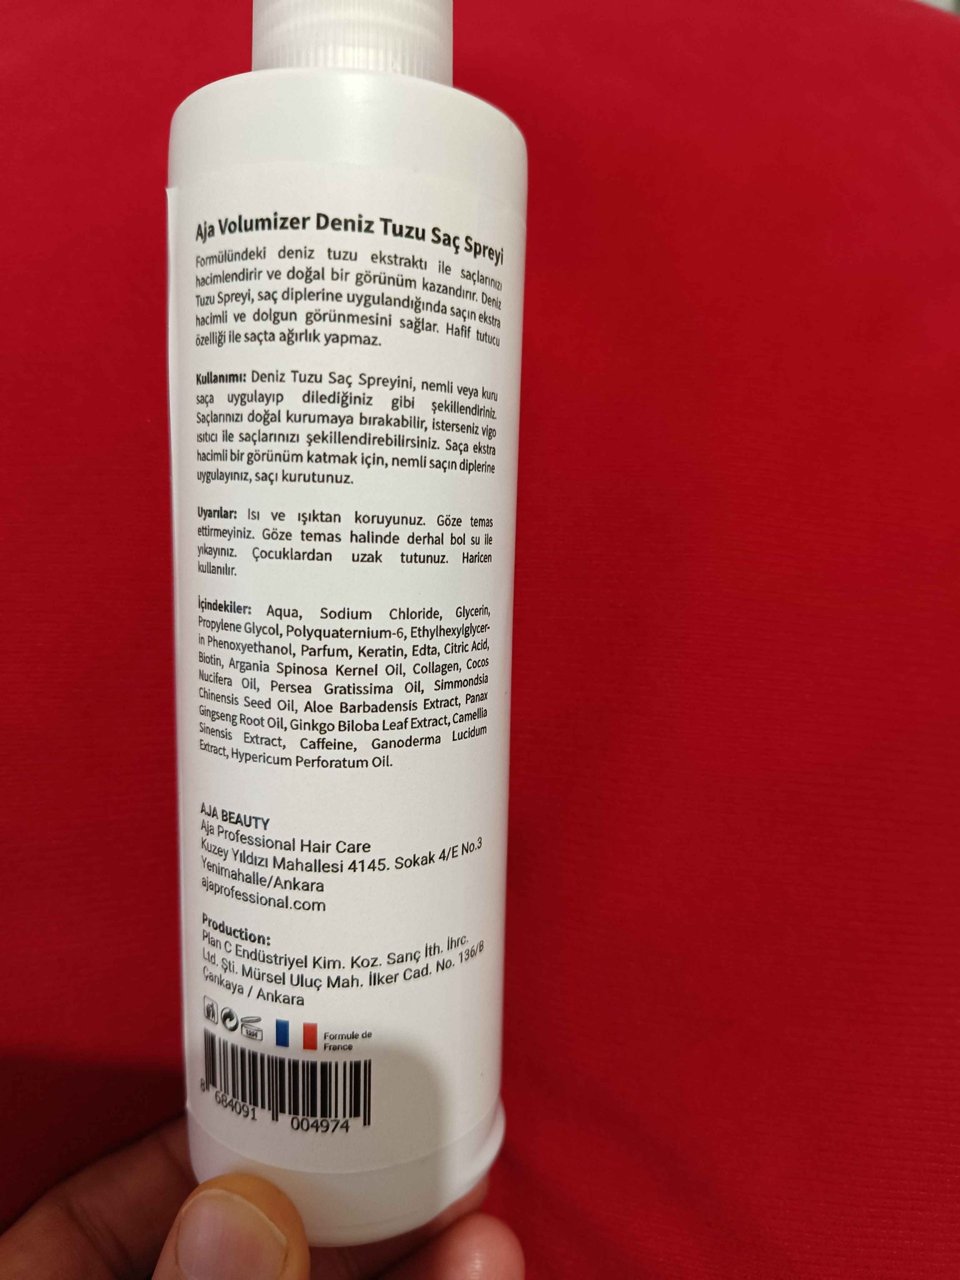 Aja Volumizer Deniz Tuzu Saç Spreyi
Formülündeki deniz tuzu ekstraktı ile saçlarınızı
hacimlendirir ve doğal bir görünüm kazandırır. Deniz
Tuzu Spreyi, saç diplerine uygulandığında saçın ekstra
hacimli ve dolgun görünmesini sağlar. Hafif tutucu
özelliği ile saçta ağırlık yapmaz.
Kullanımı: Deniz Tuzu Saç Spreyini, nemli veya kuru
saça uygulayıp dilediğiniz gibi şekillendiriniz.
Saçlarınızı doğal kurumaya bırakabilir, isterseniz vigo
ısıtıcı ile saçlarınızı şekillendirebilirsiniz. Saça ekstra
hacimli bir görünüm katmak için, nemli saçın diplerine
uygulayınız, saçı kurutunuz.
Uyarılar: Isı ve ışıktan koruyunuz. Göze temas
ettirmeyiniz. Göze temas halinde derhal bol su ile
yıkayınız. Çocuklardan uzak tutunuz. Haricen
kullanılır.
İçindekiler: Aqua, Sodium Chloride, Glycerin,
Propylene Glycol, Polyquaternium-6, Ethylhexylglycer-
in Phenoxyethanol, Parfum, Keratin, Edta, Citric Acid,
Biotin, Argania Spinosa Kernel Oil, Collagen, Cocos
Nucifera Oil, Persea Gratissima Oil, Simmondsia
Chinensis Seed Oil, Aloe Barbadensis Extract, Panax
Gingseng Root Oil, Ginkgo Biloba Leaf Extract, Camellia
Sinensis Extract, Caffeine, Ganoderma Lucidum
Extract, Hypericum Perforatum Oil.
AJA BEAUTY
Aja Professional Hair Care
Kuzey Yıldızı Mahallesi 4145. Sokak 4/E No.3
Yenimahalle/Ankara
ajaprofessional.com
Production:
Plan C Endüstriyel Kim. Koz. Sanç İth. İhrc.
Ltd. Şti. Mürsel Uluç Mah. İlker Cad. No. 136/B
Çankaya / Ankara
Formule de
France
8 684091 004974